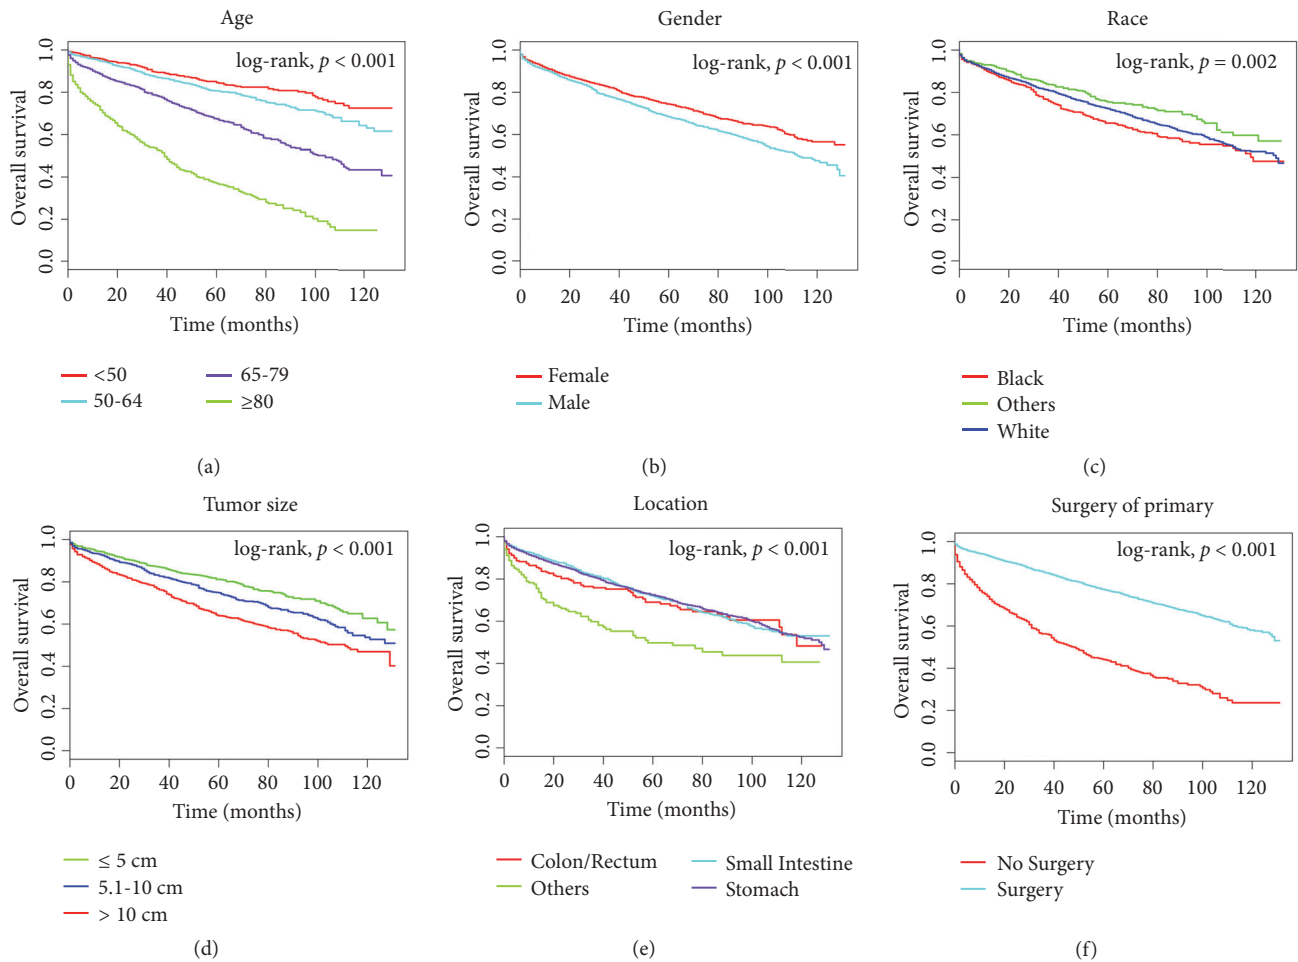 Age
log-rank, p < 0.001
Overall survival
0.0 0.2 0.4 0.6 0.8 1.0
0 20 40 60 80 100 120
Time (months)
<50 65-79
50-64 ≥80
(a)
Gender
log-rank, p < 0.001
Overall survival
0.0 0.2 0.4 0.6 0.8 1.0
0 20 40 60 80 100 120
Time (months)
Female
Male
(b)
Race
log-rank, p = 0.002
Overall survival
0.0 0.2 0.4 0.6 0.8 1.0
0 20 40 60 80 100 120
Time (months)
Black
Others
White
(c)
Tumor size
log-rank, p < 0.001
Overall survival
0.0 0.2 0.4 0.6 0.8 1.0
0 20 40 60 80 100 120
Time (months)
≤ 5 cm
5.1-10 cm
> 10 cm
(d)
Location
log-rank, p < 0.001
Overall survival
0.0 0.2 0.4 0.6 0.8 1.0
0 20 40 60 80 100 120
Time (months)
Colon/Rectum Small Intestine
Others Stomach
(e)
Surgery of primary
log-rank, p < 0.001
Overall survival
0.0 0.2 0.4 0.6 0.8 1.0
0 20 40 60 80 100 120
Time (months)
No Surgery
Surgery
(f)